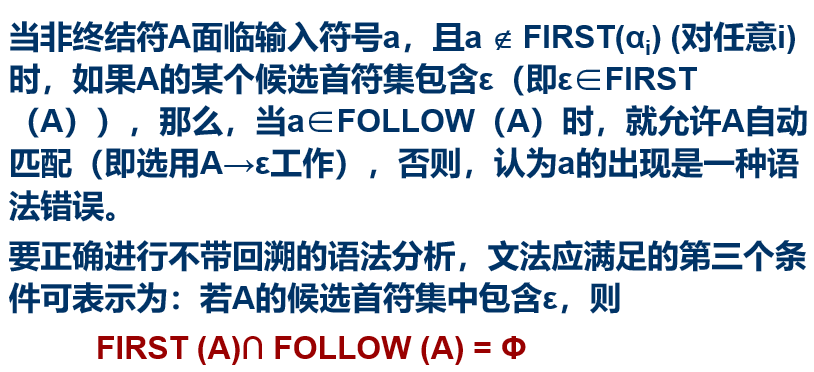 当非终结符A面临输入符号a，且a ∉ FIRST(αi) (对任意i)
时，如果A的某个候选首符集包含ε（即ε∈FIRST
（A）），那么，当a∈FOLLOW（A）时，就允许A自动
匹配（即选用A→ε工作），否则，认为a的出现是一种语
法错误。
要正确进行不带回溯的语法分析，文法应满足的第三个条
件可表示为：若A的候选首符集中包含ε，则
FIRST (A)∩ FOLLOW (A) = Φ